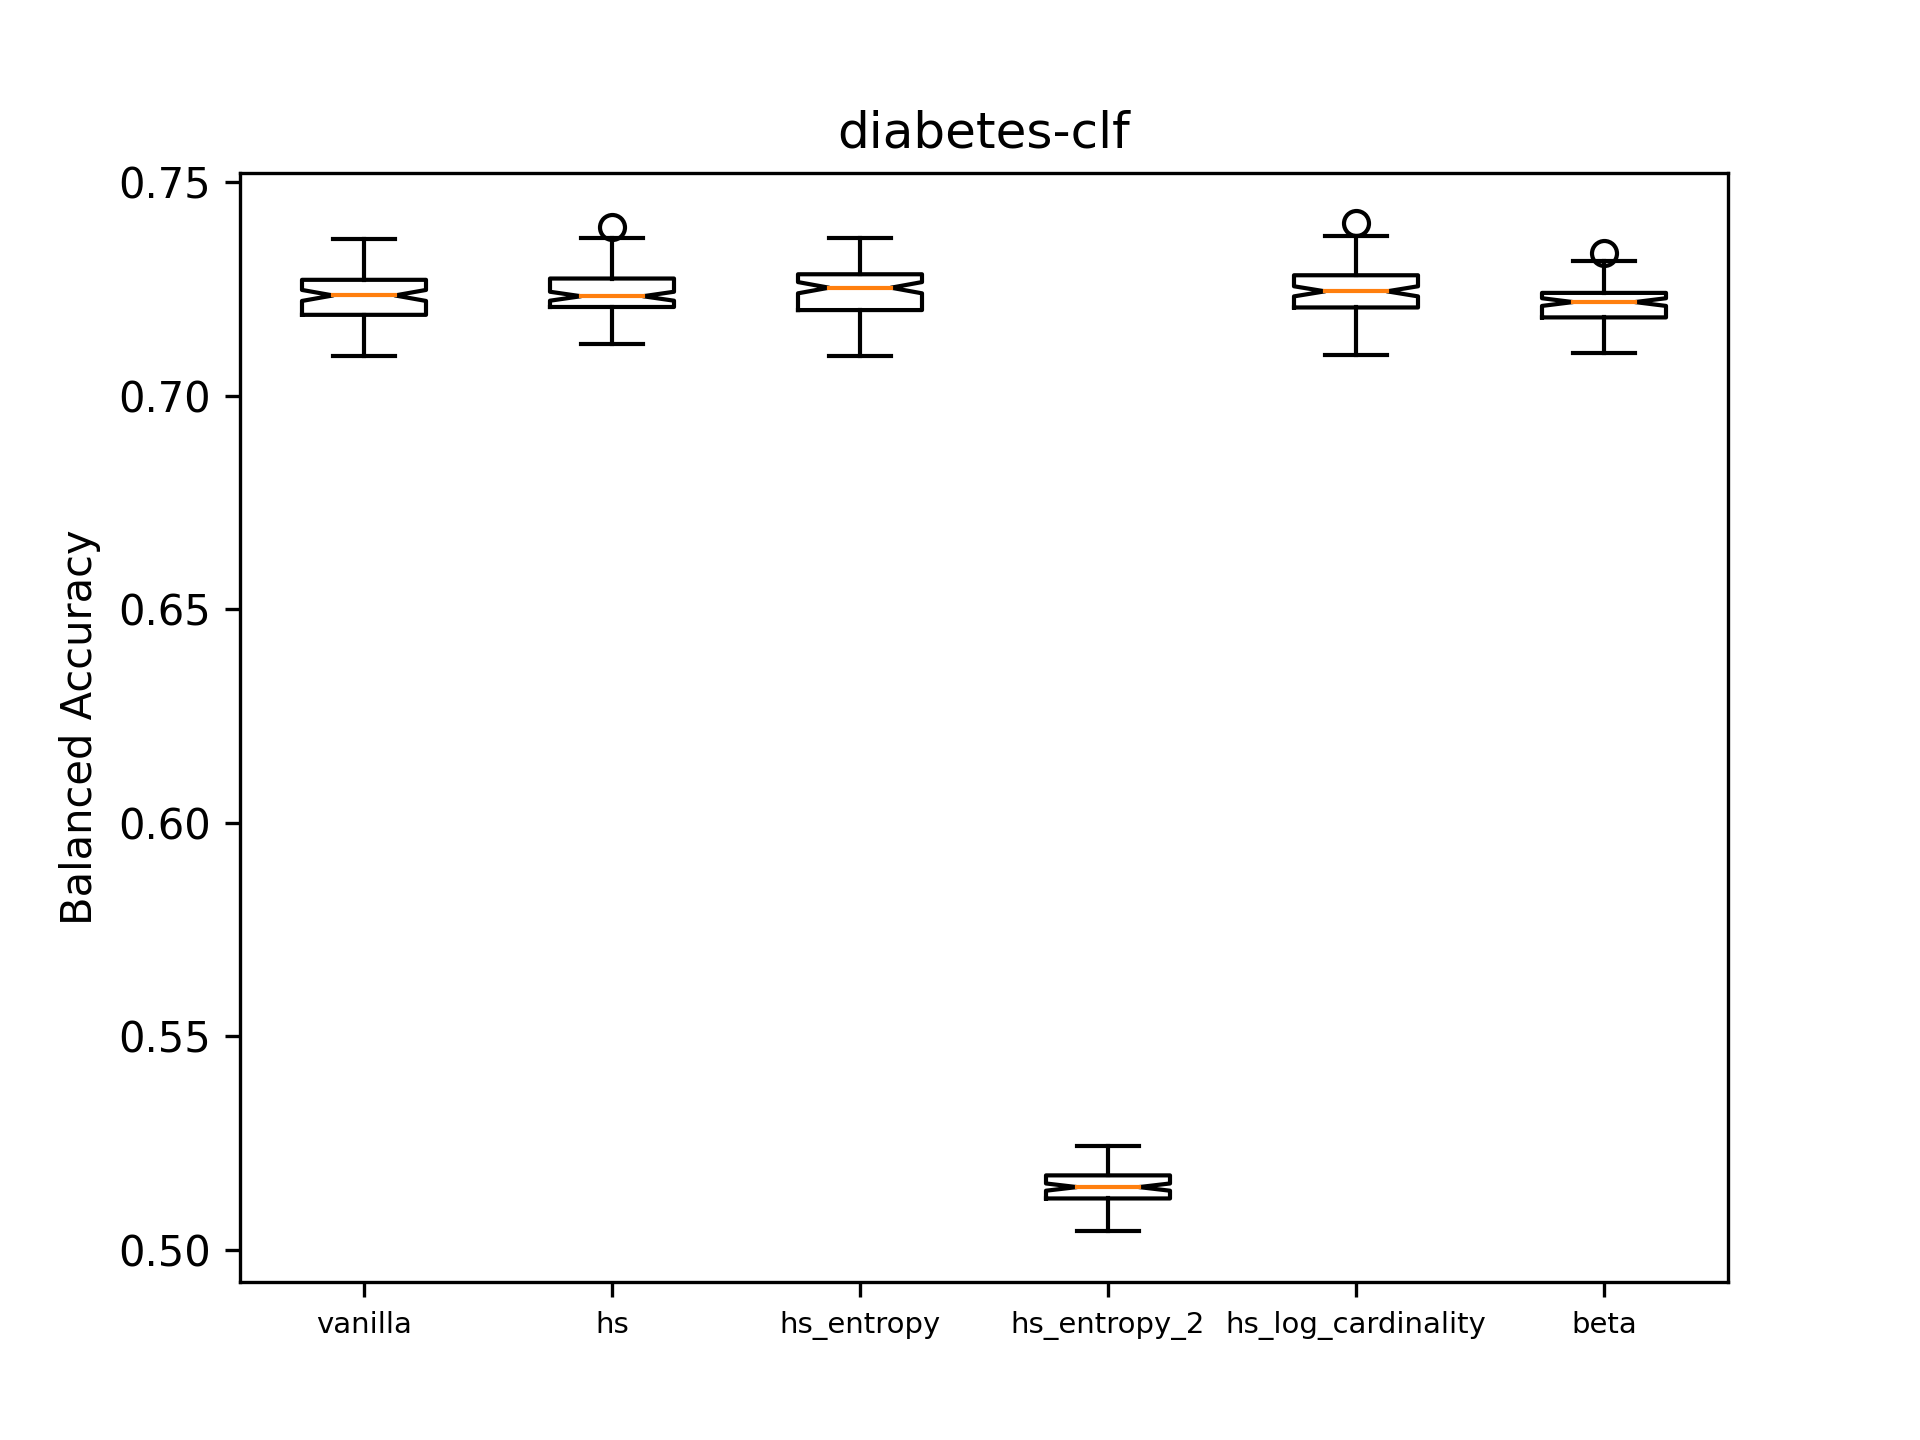 diabetes-clf
0.75
0.70
0.65
0.60
0.55
0.50
Balanced Accuracy
vanilla
hs
hs_entropy
hs_entropy_2
hs_log_cardinality
beta